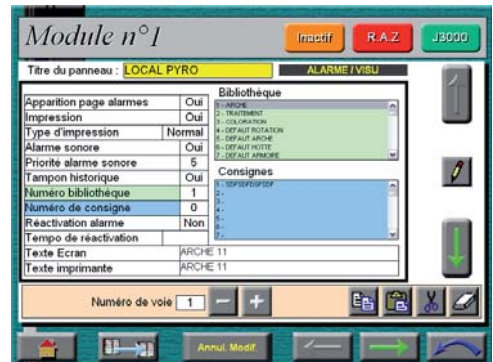 Module n°1
Inactif
R.A.Z
J3000
Titre du panneau : LOCAL PYRO
ALARME / VISU
Bibliothèque
Apparition page alarmes Oui
Impression Oui
Type d'impression Normal
Alarme sonore Oui
Priorité alarme sonore 5
Tampon historique Oui
Numéro bibliothèque 1
Numéro de consigne 0
Réactivation alarme Non
Tempo de réactivation
Texte Ecran ARCHE 11
Texte imprimante ARCHE 11
1 - ARCHE
2 - TRAITEMENT
3 - COLORATION
4 - DEFAUT ROTATION
5 - DEFAUT ARCHE
6 - DEFAUT HOTTE
7 - DEFAUT ARMOIRE
Consignes
2 -
3 -
4 -
5 -
6 -
7 -
Numéro de voie 1
Annul. Modif.